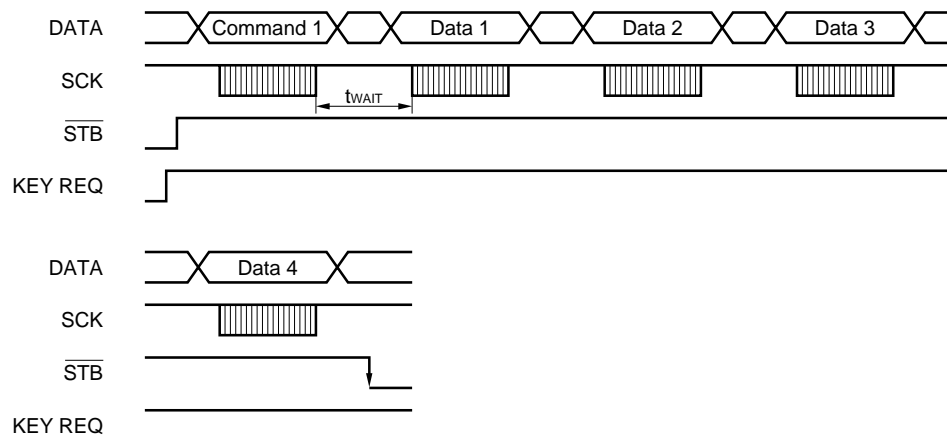 DATA Command 1 Data 1 Data 2 Data 3
SCK
tWAIT
STB
KEY REQ
DATA Data 4
SCK
STB
KEY REQ